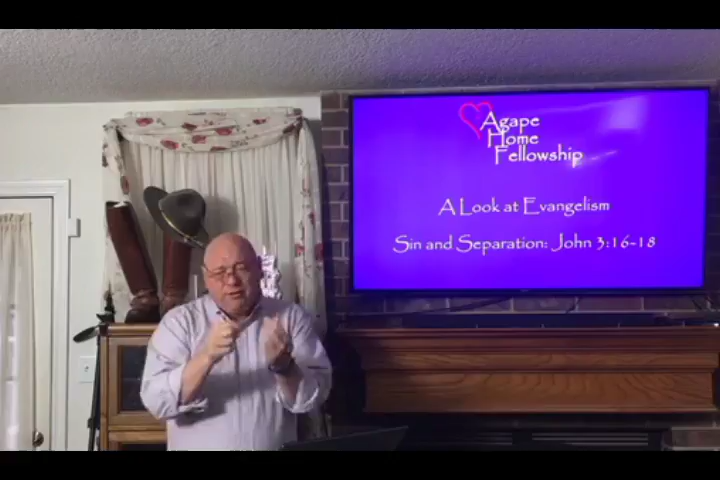 Agape
Home
Fellowship
A Look at Evangelism
Sin and Separation: John 3:16-18